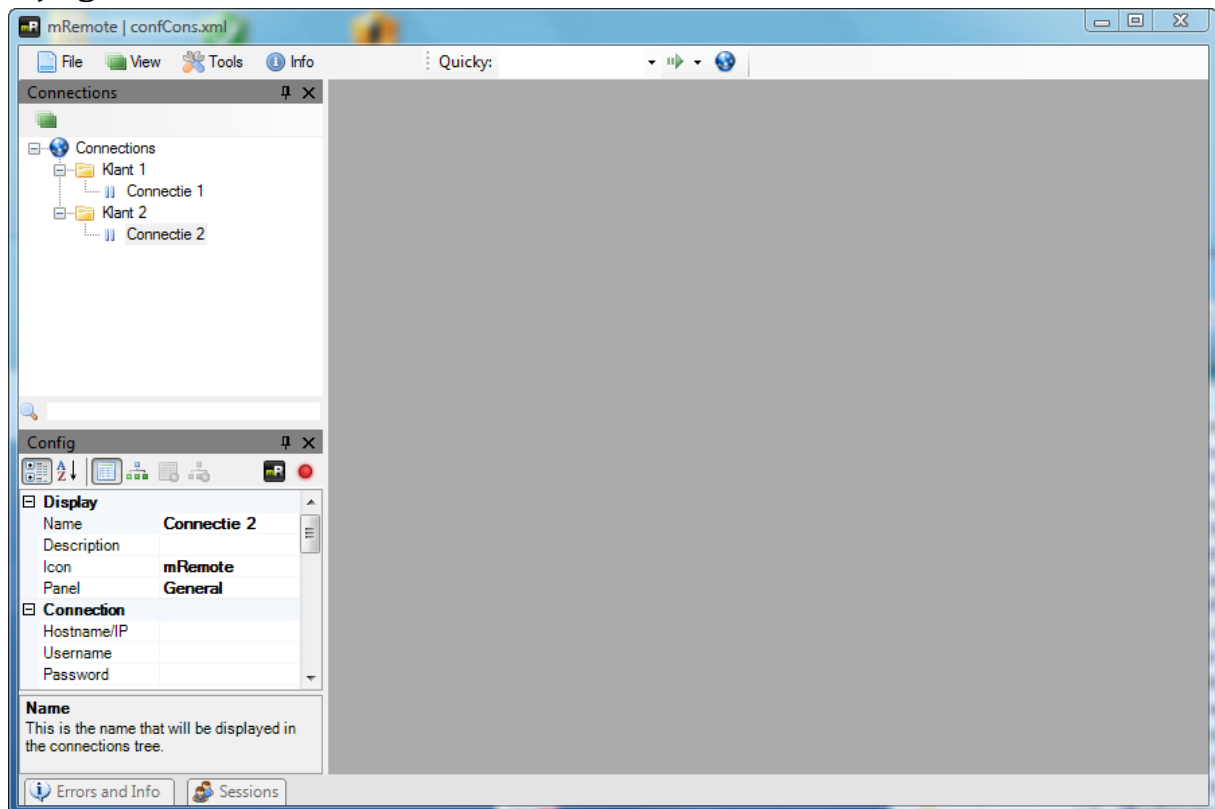 mRemote | confCons.xml
File View Tools Info Quicky:
Connections
Connections
Klant 1
Connectie 1
Klant 2
Connectie 2
Config
Display
Name Connectie 2
Description
Icon mRemote
Panel General
Connection
Hostname/IP
Username
Password
Name
This is the name that will be displayed in
the connections tree.
Errors and Info Sessions